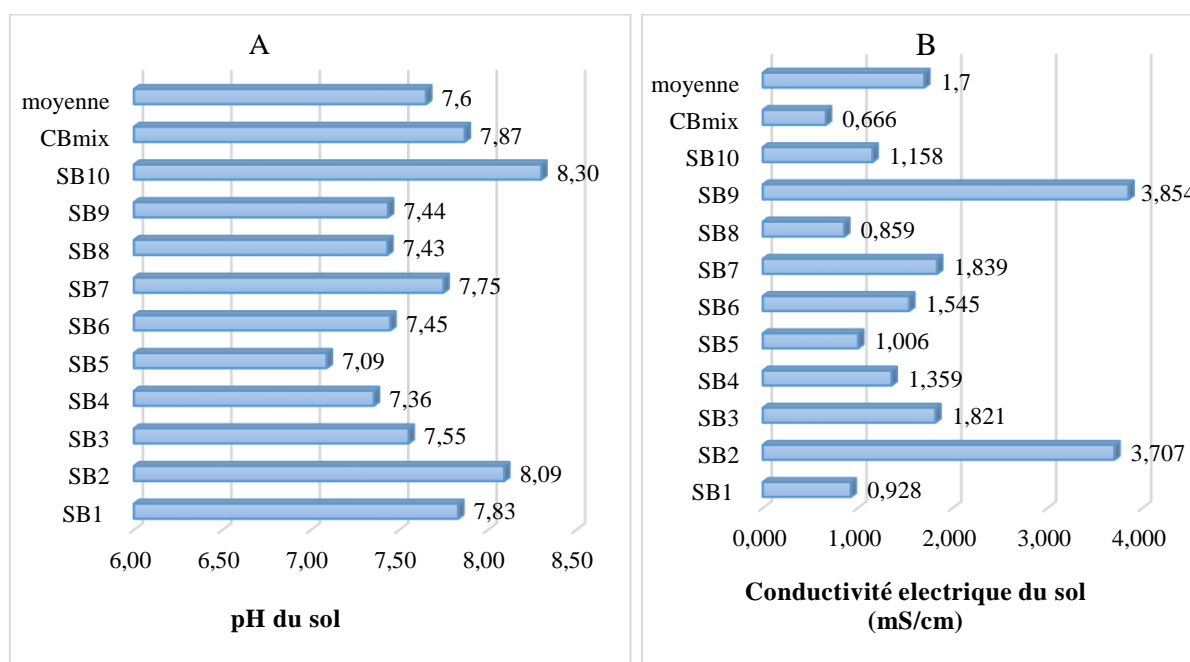 A
moyenne 7,6
CBmix 7,87
SB10 8,30
SB9 7,44
SB8 7,43
SB7 7,75
SB6 7,45
SB5 7,09
SB4 7,36
SB3 7,55
SB2 8,09
SB1 7,83
6,00 6,50 7,00 7,50 8,00 8,50
pH du sol
B
moyenne 1,7
CBmix 0,666
SB10 1,158
SB9 3,854
SB8 0,859
SB7 1,839
SB6 1,545
SB5 1,006
SB4 1,359
SB3 1,821
SB2 3,707
SB1 0,928
0,000 1,000 2,000 3,000 4,000
Conductivité electrique du sol
(mS/cm)